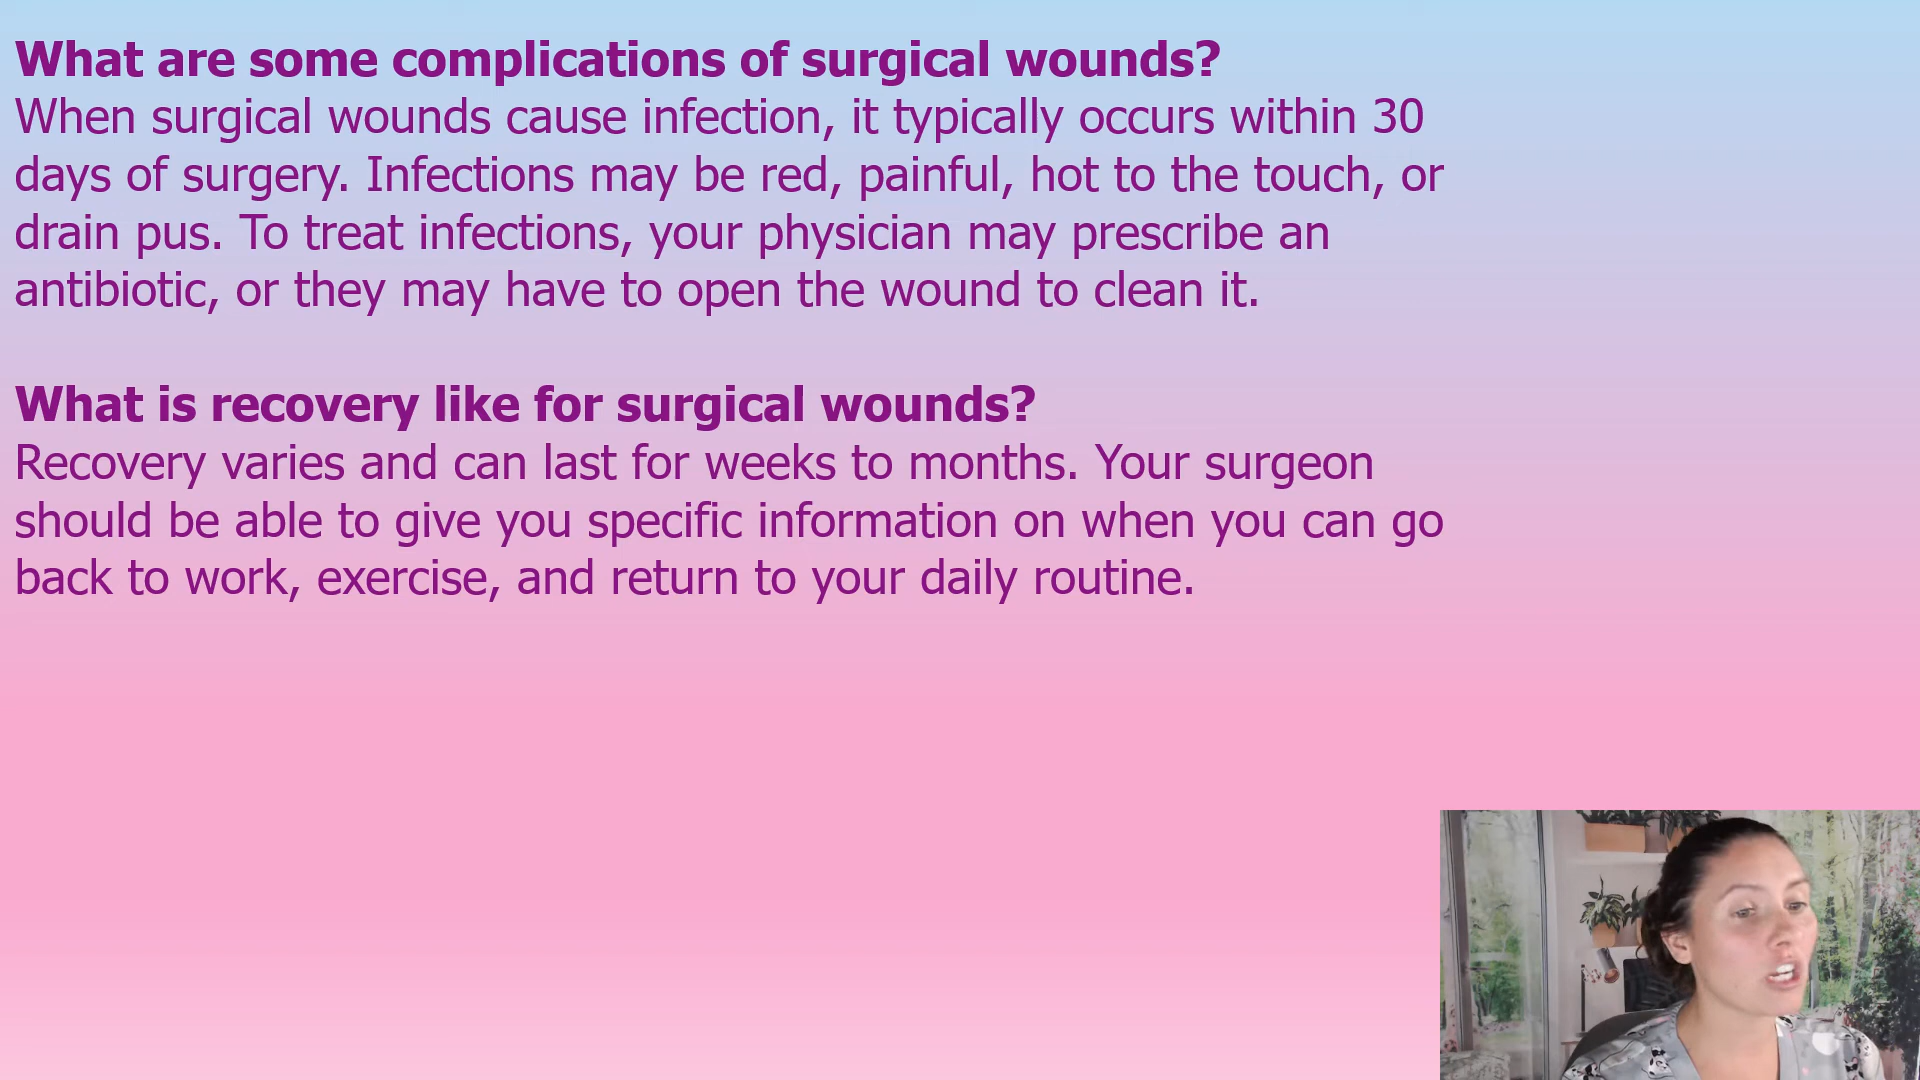 What are some complications of surgical wounds?
When surgical wounds cause infection, it typically occurs within 30
days of surgery. Infections may be red, painful, hot to the touch, or
drain pus. To treat infections, your physician may prescribe an
antibiotic, or they may have to open the wound to clean it.
What is recovery like for surgical wounds?
Recovery varies and can last for weeks to months. Your surgeon
should be able to give you specific information on when you can go
back to work, exercise, and return to your daily routine.